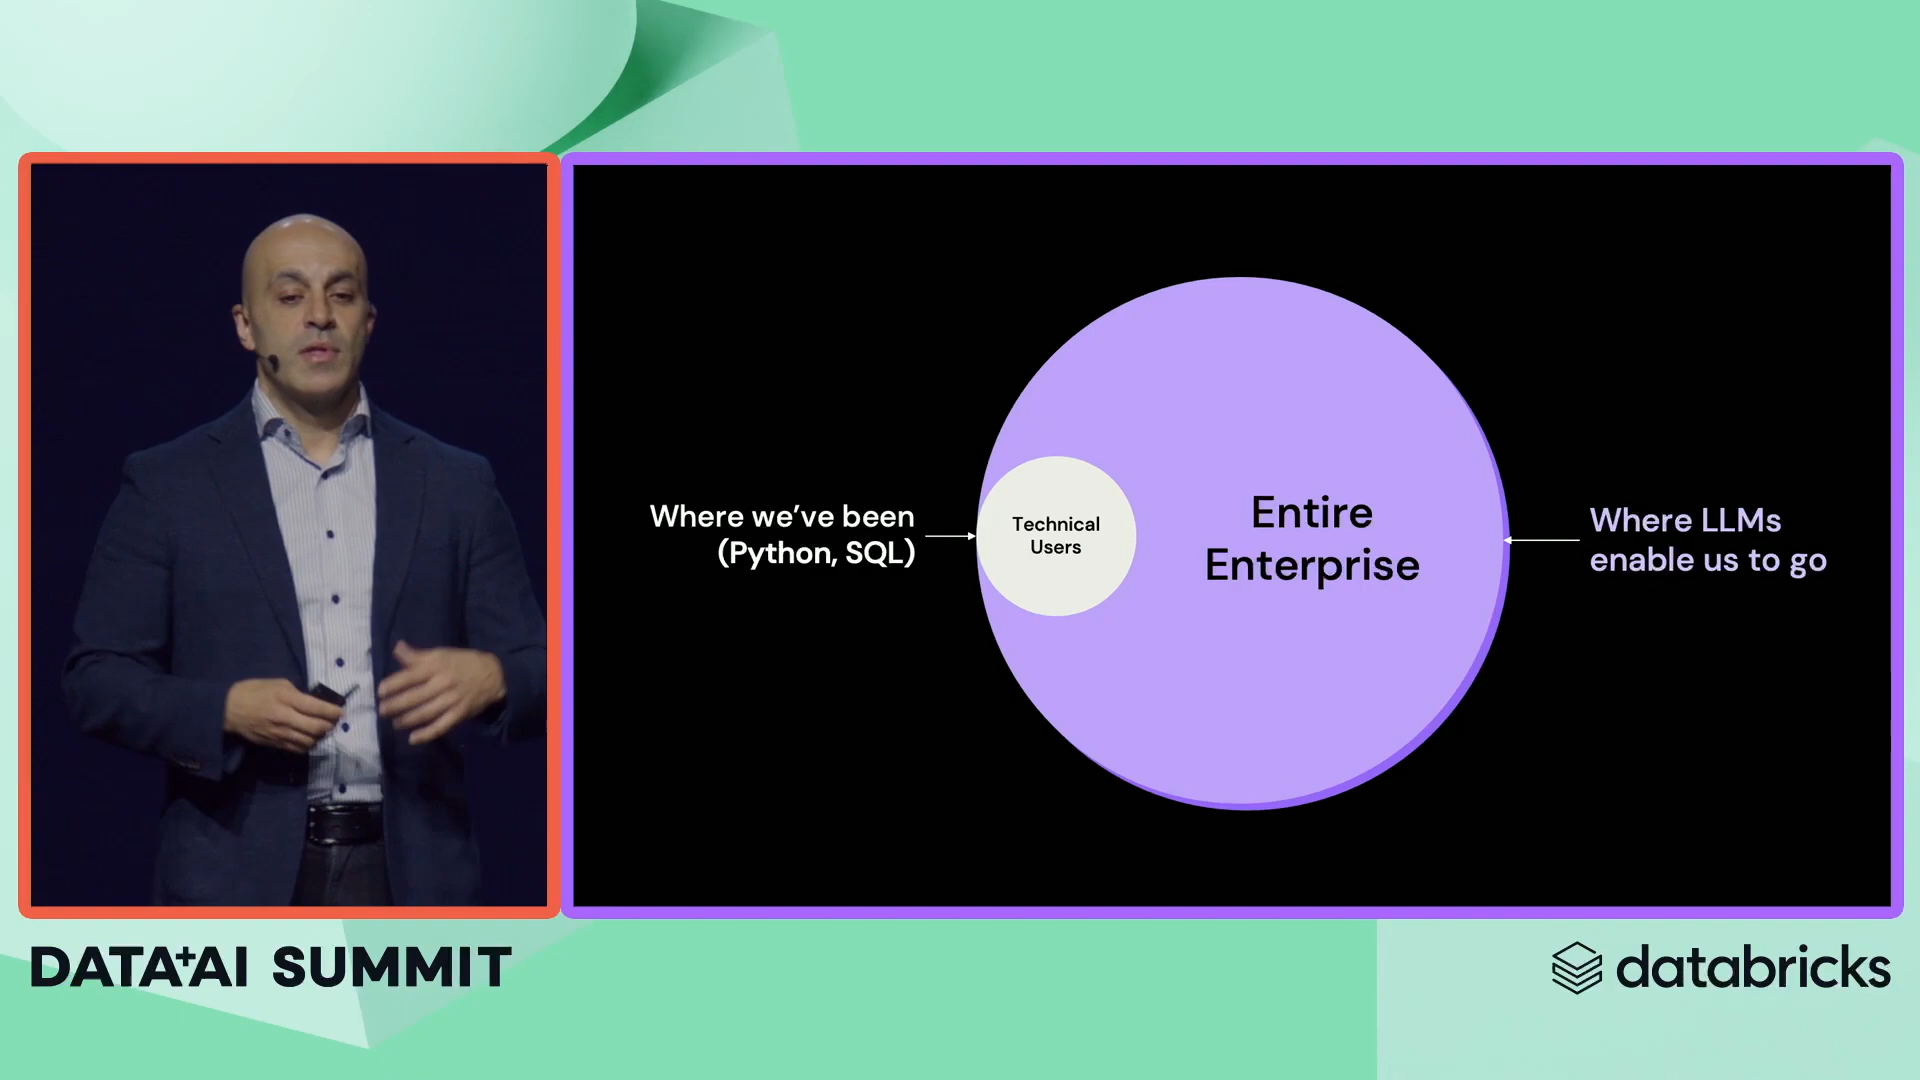 Where we've been
(Python, SQL)
Technical
Users
Entire
Enterprise
Where LLMs
enable us to go
DATA+AI SUMMIT
databricks